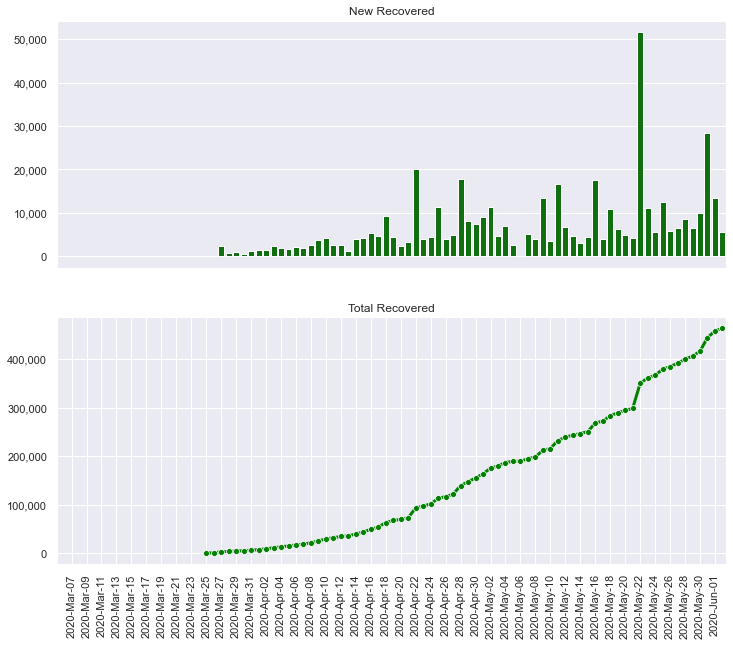 New Recovered
50,000
40,000
30,000
20,000
10,000
0
Total Recovered
400,000
300,000
200,000
100,000
0
2020-Mar-07
2020-Mar-09
2020-Mar-11
2020-Mar-13
2020-Mar-15
2020-Mar-17
2020-Mar-19
2020-Mar-21
2020-Mar-23
2020-Mar-25
2020-Mar-27
2020-Mar-29
2020-Mar-31
2020-Apr-02
2020-Apr-04
2020-Apr-06
2020-Apr-08
2020-Apr-10
2020-Apr-12
2020-Apr-14
2020-Apr-16
2020-Apr-18
2020-Apr-20
2020-Apr-22
2020-Apr-24
2020-Apr-26
2020-Apr-28
2020-Apr-30
2020-May-02
2020-May-04
2020-May-06
2020-May-08
2020-May-10
2020-May-12
2020-May-14
2020-May-16
2020-May-18
2020-May-20
2020-May-22
2020-May-24
2020-May-26
2020-May-28
2020-May-30
2020-Jun-01